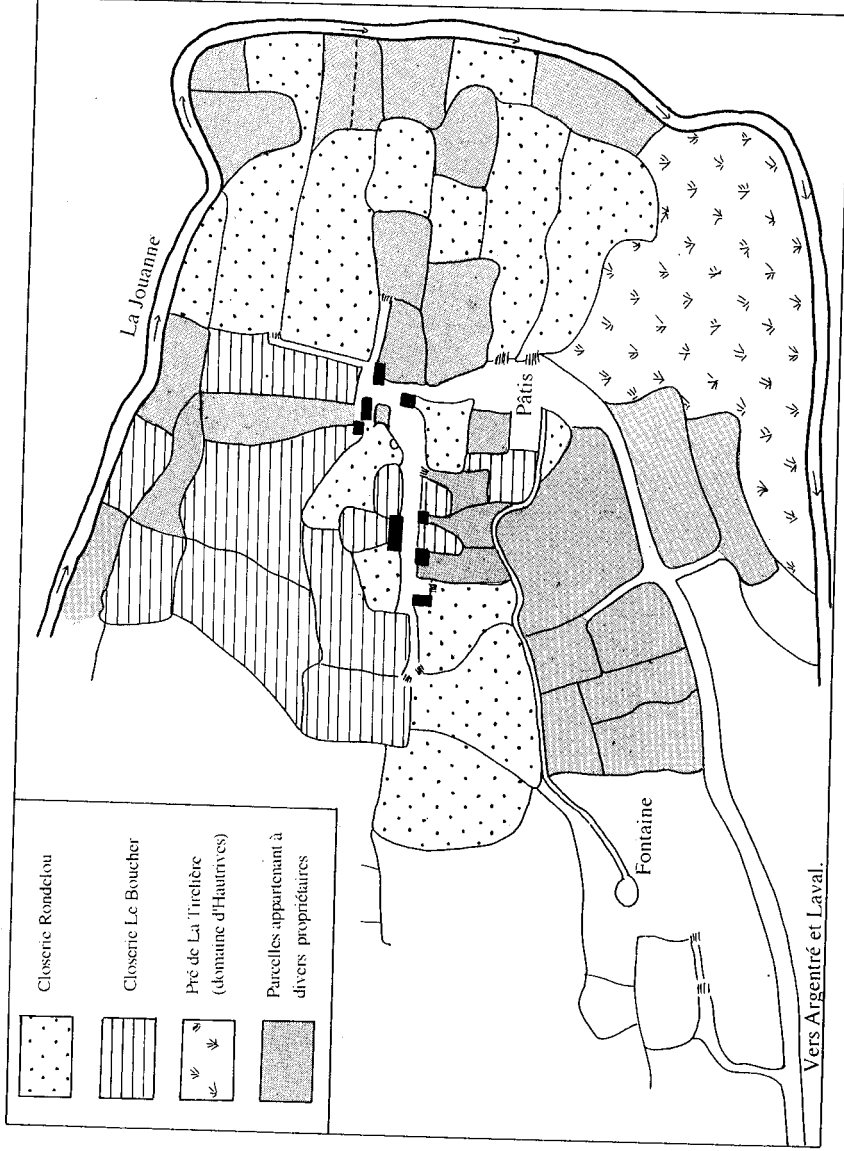 La Jouanne
Pâtis
Fontaine
Vers Argentré et Laval.
Closerie Rondelou
Closerie Le Boucher
Pré de La Tirelière
(domaine d'Hautrives)
Parcelles appartenant à
divers propriétaires